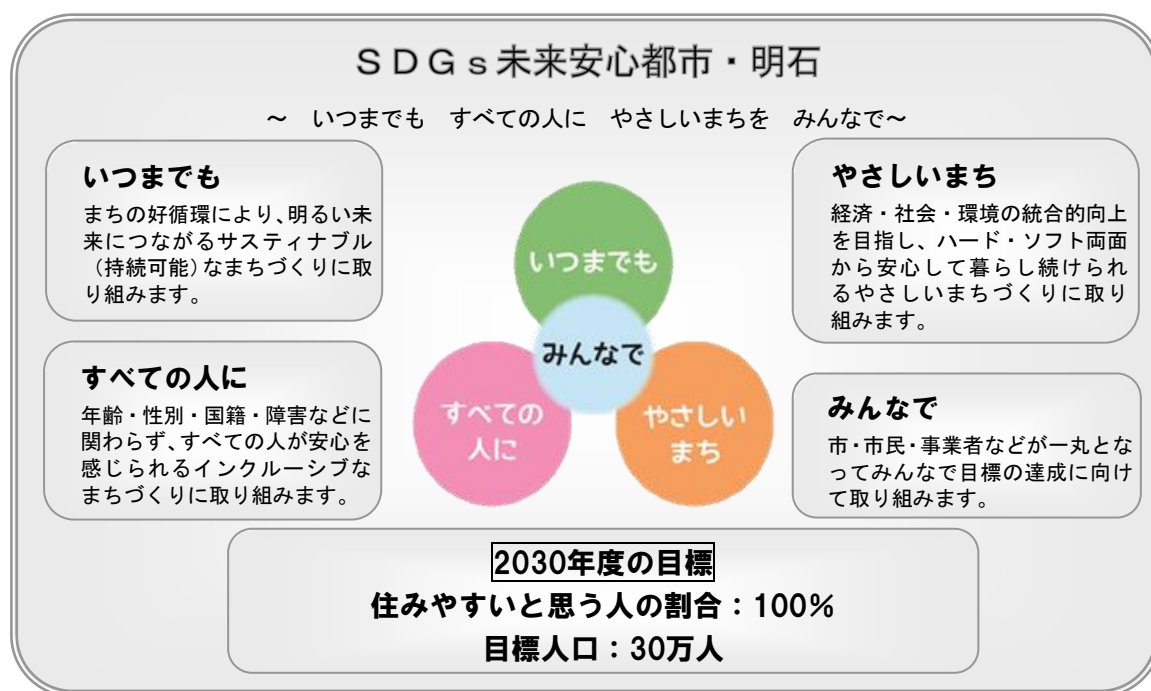 ＳＤＧｓ未来安心都市・明石
～　いつまでも　すべての人に　やさしいまちを　みんなで～
いつまでも
まちの好循環により、明るい未
来につながるサスティナブル
（持続可能）なまちづくりに取
り組みます。
すべての人に
年齢・性別・国籍・障害などに
関わらず、すべての人が安心を
感じられるインクルーシブな
まちづくりに取り組みます。
いつまでも
みんなで
すべての
人に
やさしい
まち
やさしいまち
経済・社会・環境の統合的向上
を目指し、ハード・ソフト両面
から安心して暮らし続けられ
るやさしいまちづくりに取り
組みます。
みんなで
市・市民・事業者などが一丸とな
ってみんなで目標の達成に向け
て取り組みます。
2030年度の目標
住みやすいと思う人の割合：100％
目標人口：30万人